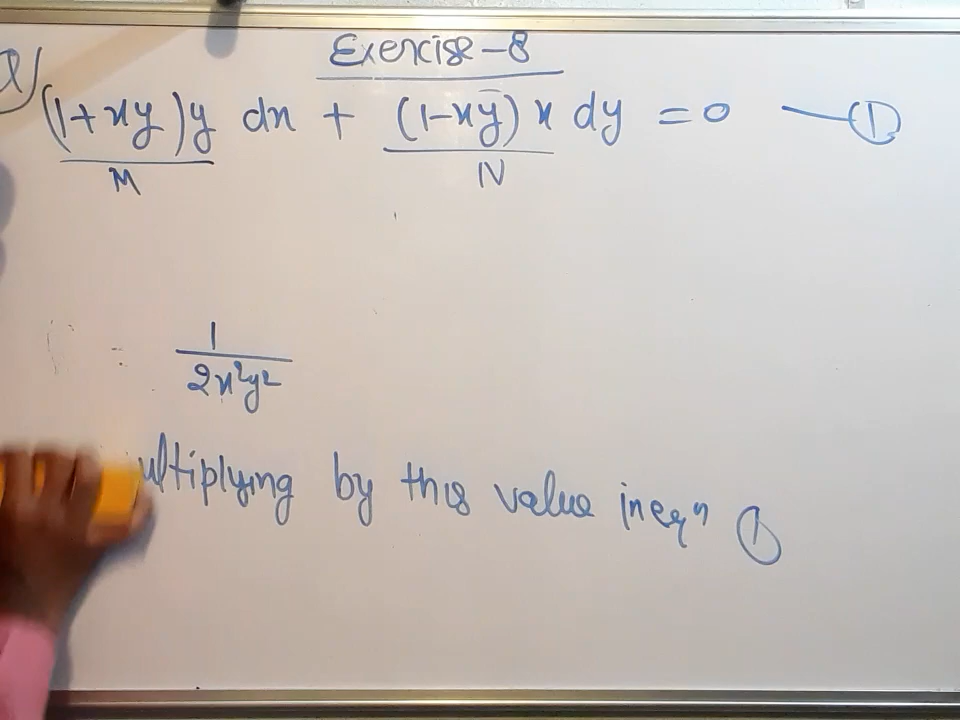 Exercise-8
Q/
(1+xy)y dx + (1-xy) x dy = 0 — ①
M N
= 1/2x²y²
ultiplying by this value in eqⁿ ①